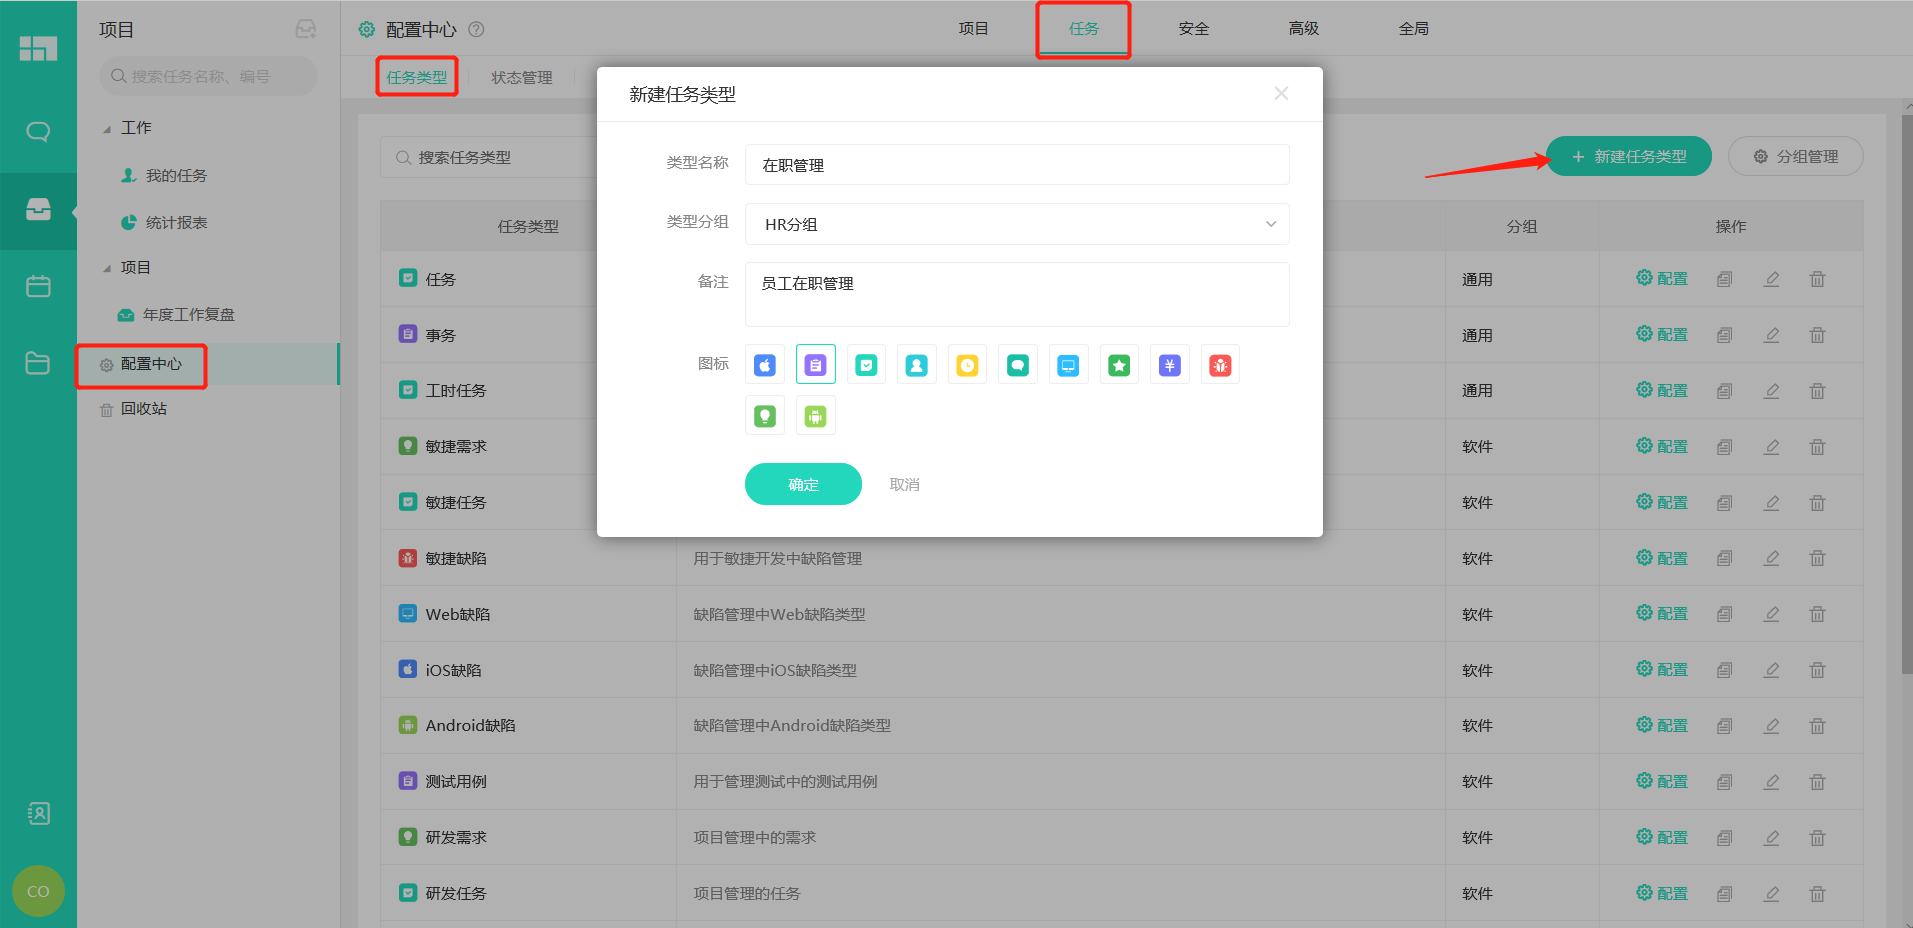 项目
搜索任务名称、编号
工作
我的任务
统计报表
项目
年度工作复盘
配置中心
回收站
CO
配置中心
项目
任务
安全
高级
全局
任务类型
状态管理
搜索任务类型
新建任务类型
分组管理
任务类型
分组
操作
任务
通用
配置
事务
通用
配置
工时任务
通用
配置
敏捷需求
软件
配置
敏捷任务
软件
配置
敏捷缺陷
用于敏捷开发中缺陷管理
软件
配置
Web缺陷
缺陷管理中Web缺陷类型
软件
配置
iOS缺陷
缺陷管理中iOS缺陷类型
软件
配置
Android缺陷
缺陷管理中Android缺陷类型
软件
配置
测试用例
用于管理测试中的测试用例
软件
配置
研发需求
项目管理中的需求
软件
配置
研发任务
项目管理的任务
软件
配置
新建任务类型
类型名称
在职管理
类型分组
HR分组
备注
员工在职管理
图标
确定
取消